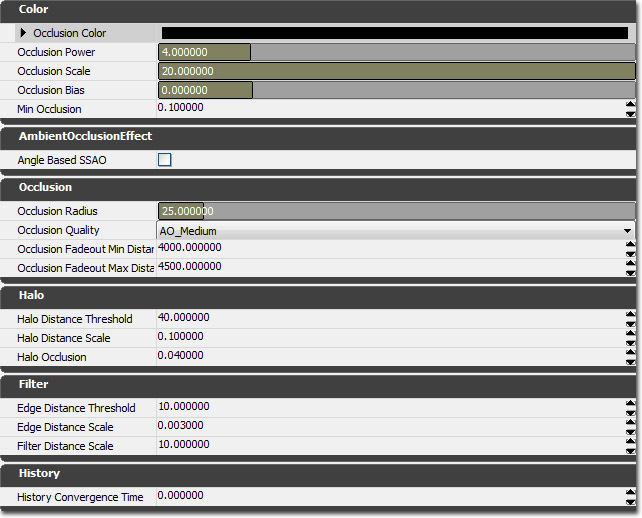 Color
Occlusion Color
Occlusion Power 4.000000
Occlusion Scale 20.000000
Occlusion Bias 0.000000
Min Occlusion 0.100000
AmbientOcclusionEffect
Angle Based SSAO
Occlusion
Occlusion Radius 25.000000
Occlusion Quality AO_Medium
Occlusion Fadeout Min Distar 4000.000000
Occlusion Fadeout Max Dista 4500.000000
Halo
Halo Distance Threshold 40.000000
Halo Distance Scale 0.100000
Halo Occlusion 0.040000
Filter
Edge Distance Threshold 10.000000
Edge Distance Scale 0.003000
Filter Distance Scale 10.000000
History
History Convergence Time 0.000000